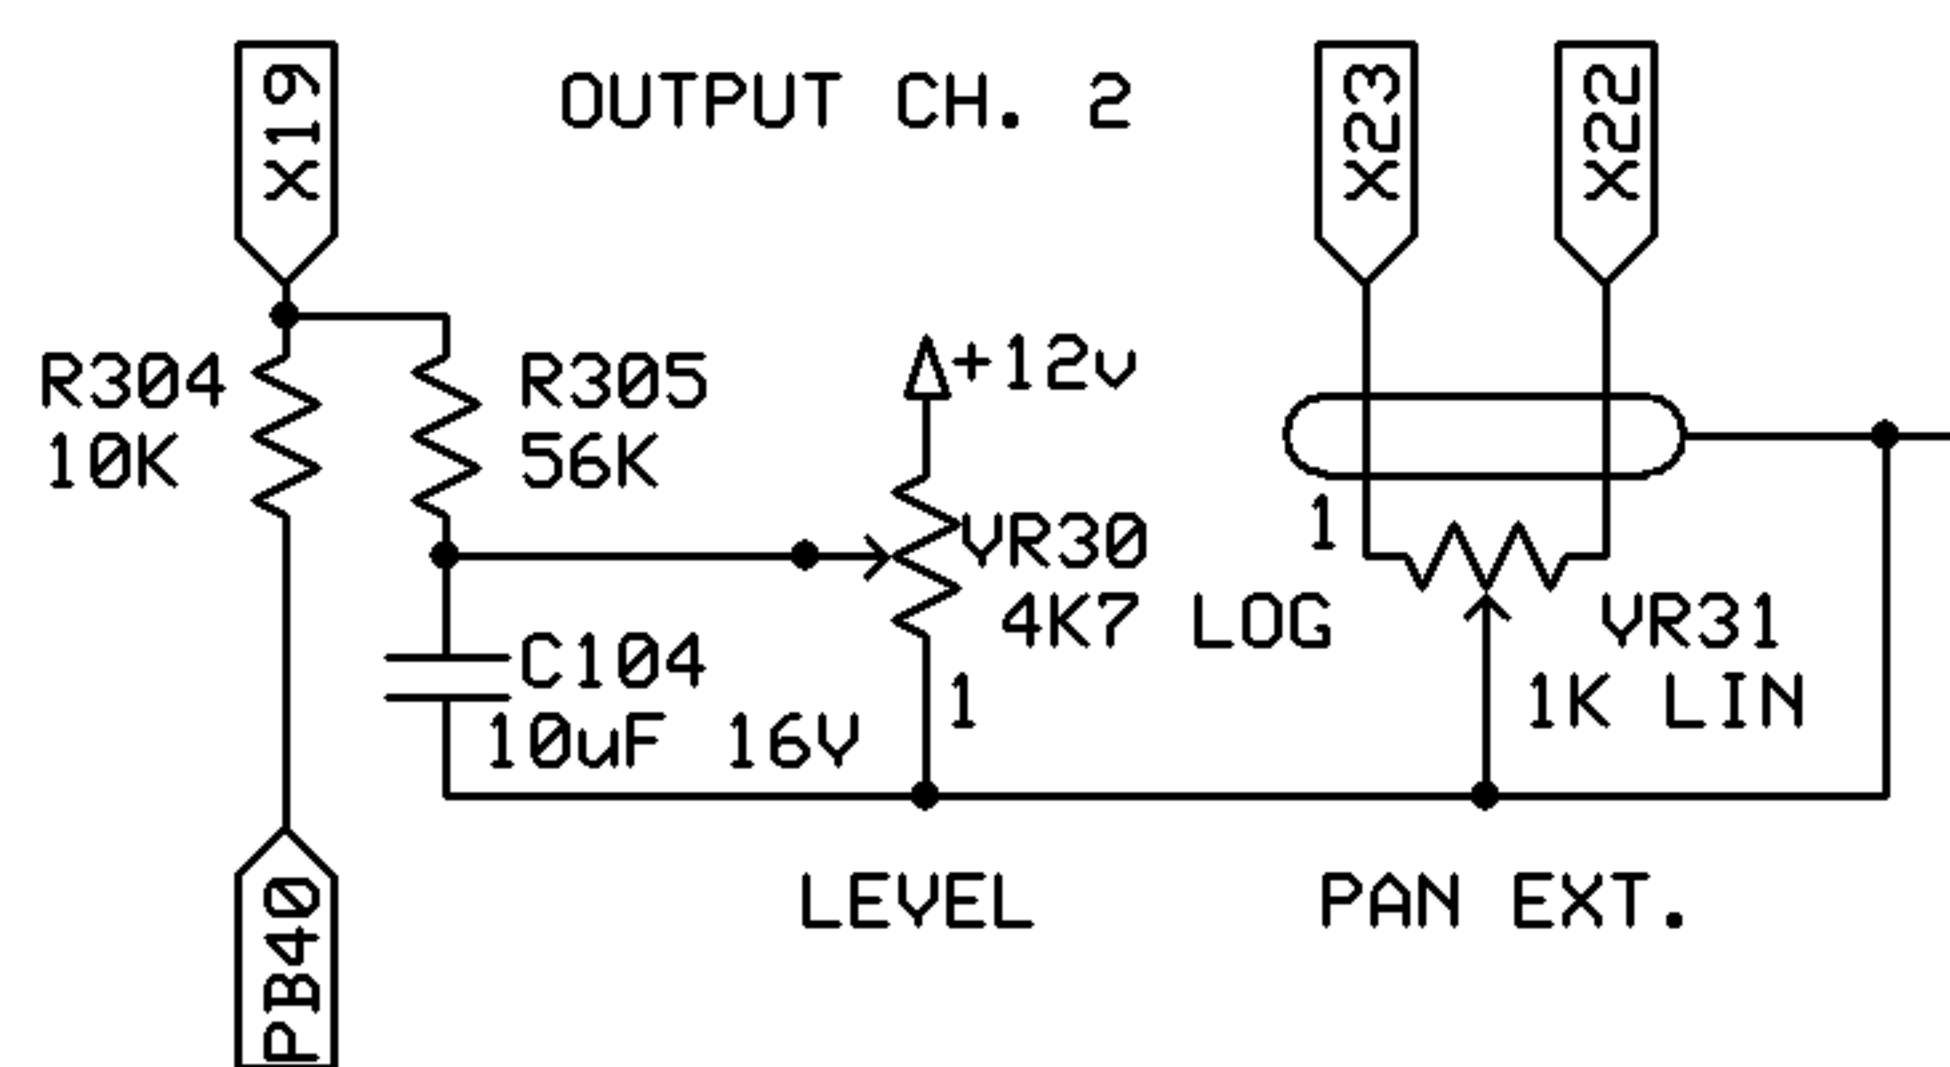 X19
OUTPUT CH. 2
X23
X22
R304
10K
R305
56K
+12v
VR30
4K7 LOG
1
1
VR31
1K LIN
C104
10uF 16V
LEVEL
PAN EXT.
PB40